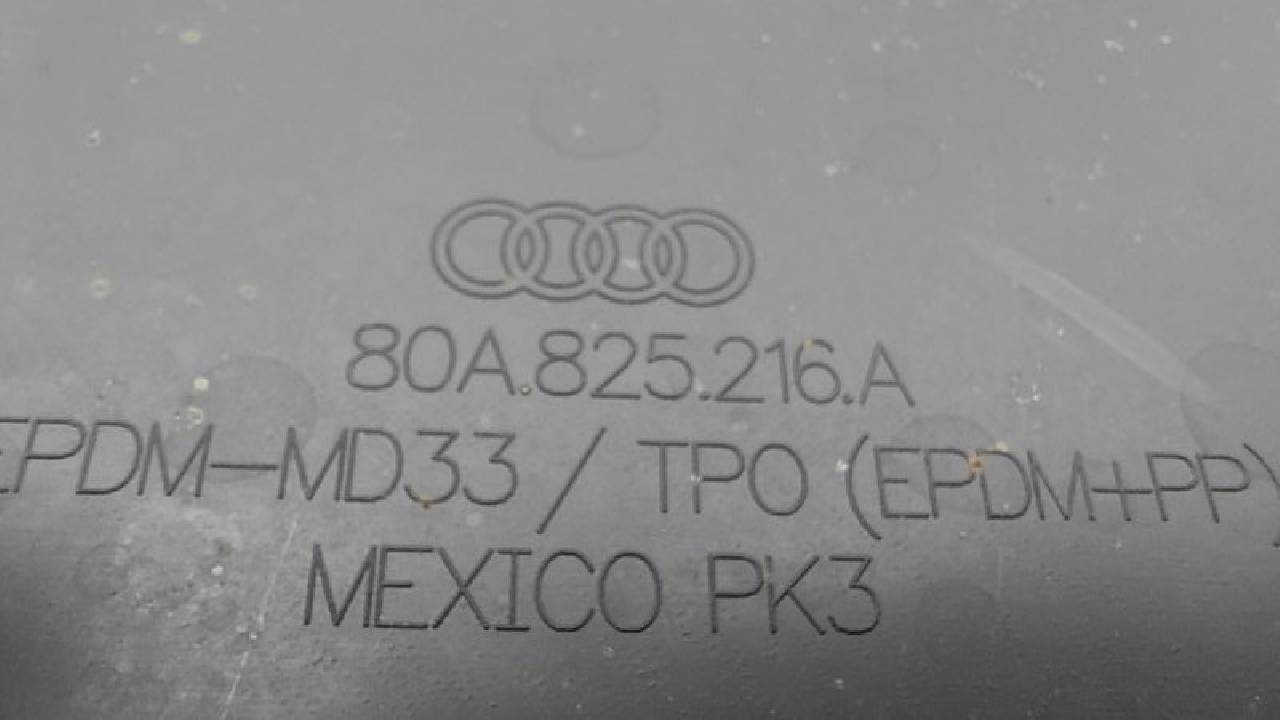 80A.825.216.A
EPDM-MD33 / TPO (EPDM+PP)
MEXICO PK3